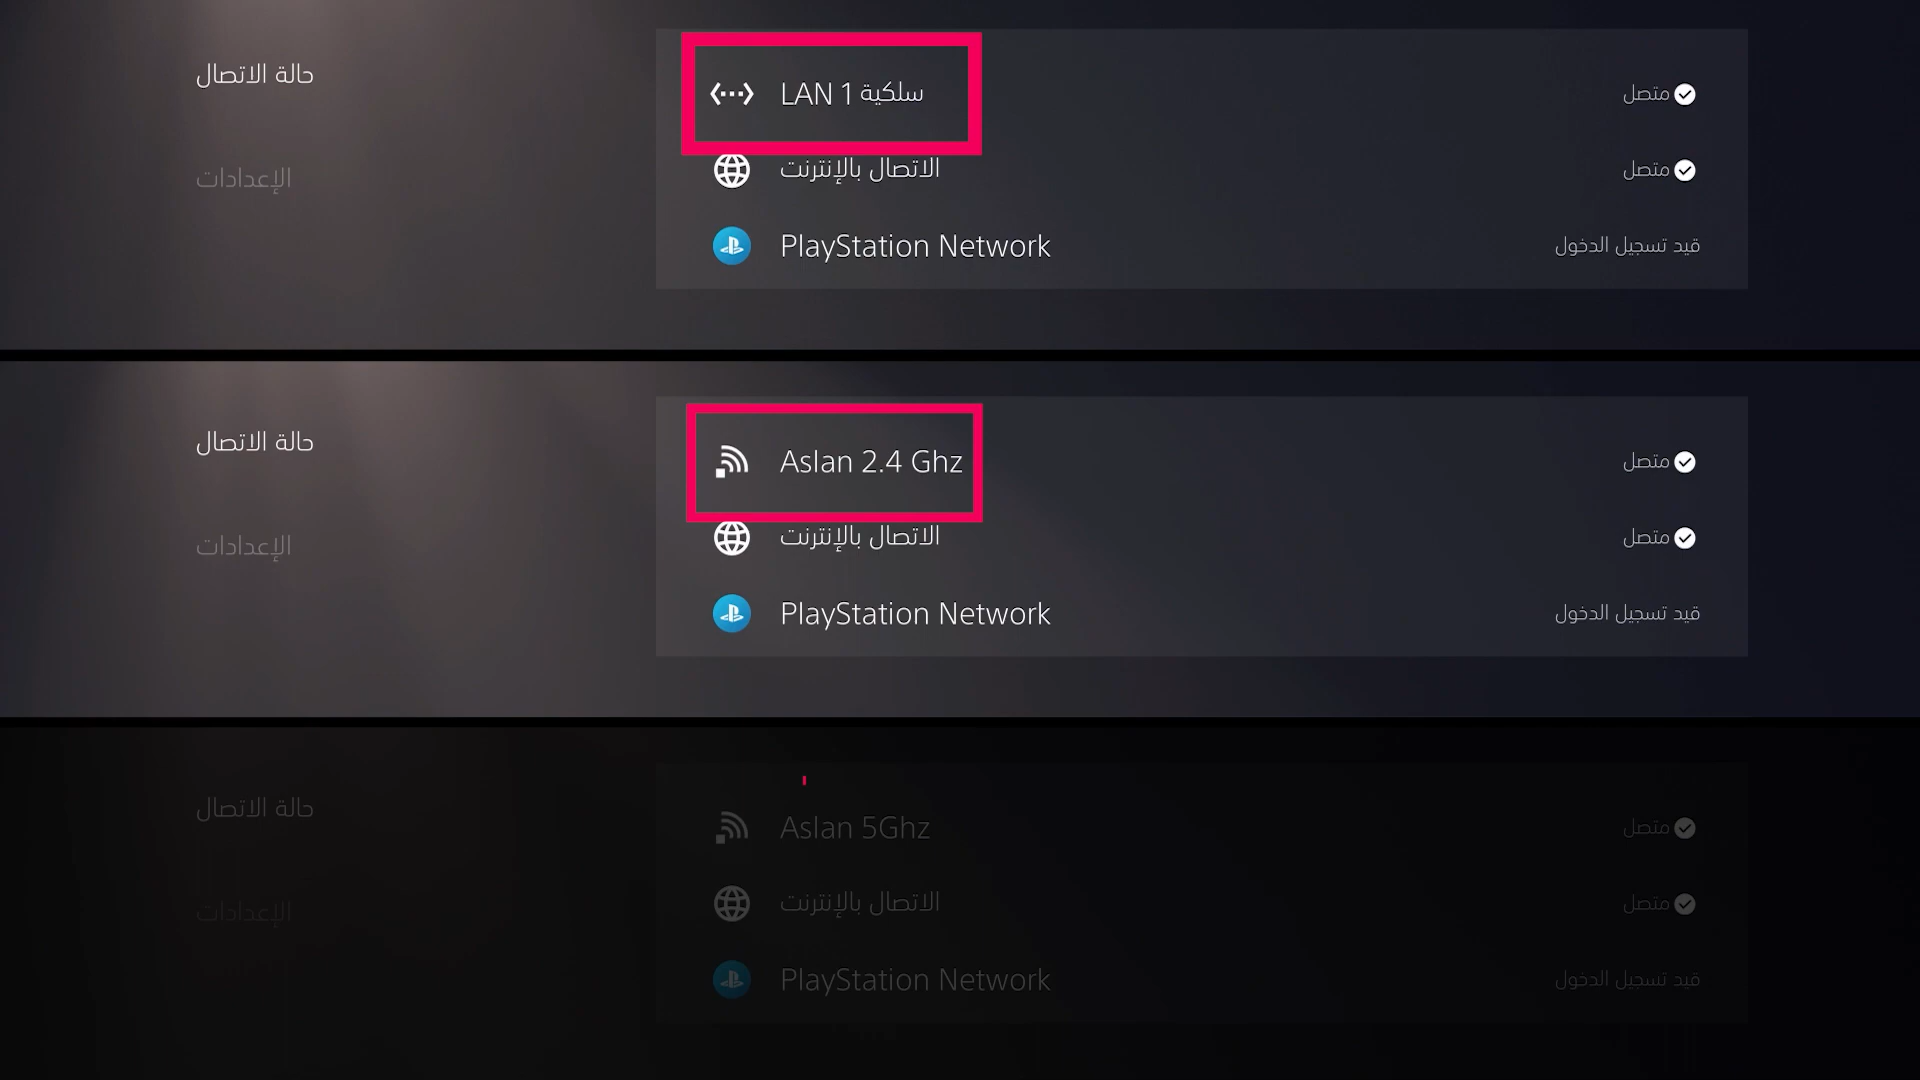 حالة الاتصال
الإعدادات
سلكية LAN 1
متصل
الاتصال بالإنترنت
متصل
PlayStation Network
قيد تسجيل الدخول
حالة الاتصال
الإعدادات
Aslan 2.4 Ghz
متصل
الاتصال بالإنترنت
متصل
PlayStation Network
قيد تسجيل الدخول
حالة الاتصال
الإعدادات
Aslan 5Ghz
متصل
الاتصال بالإنترنت
متصل
PlayStation Network
قيد تسجيل الدخول